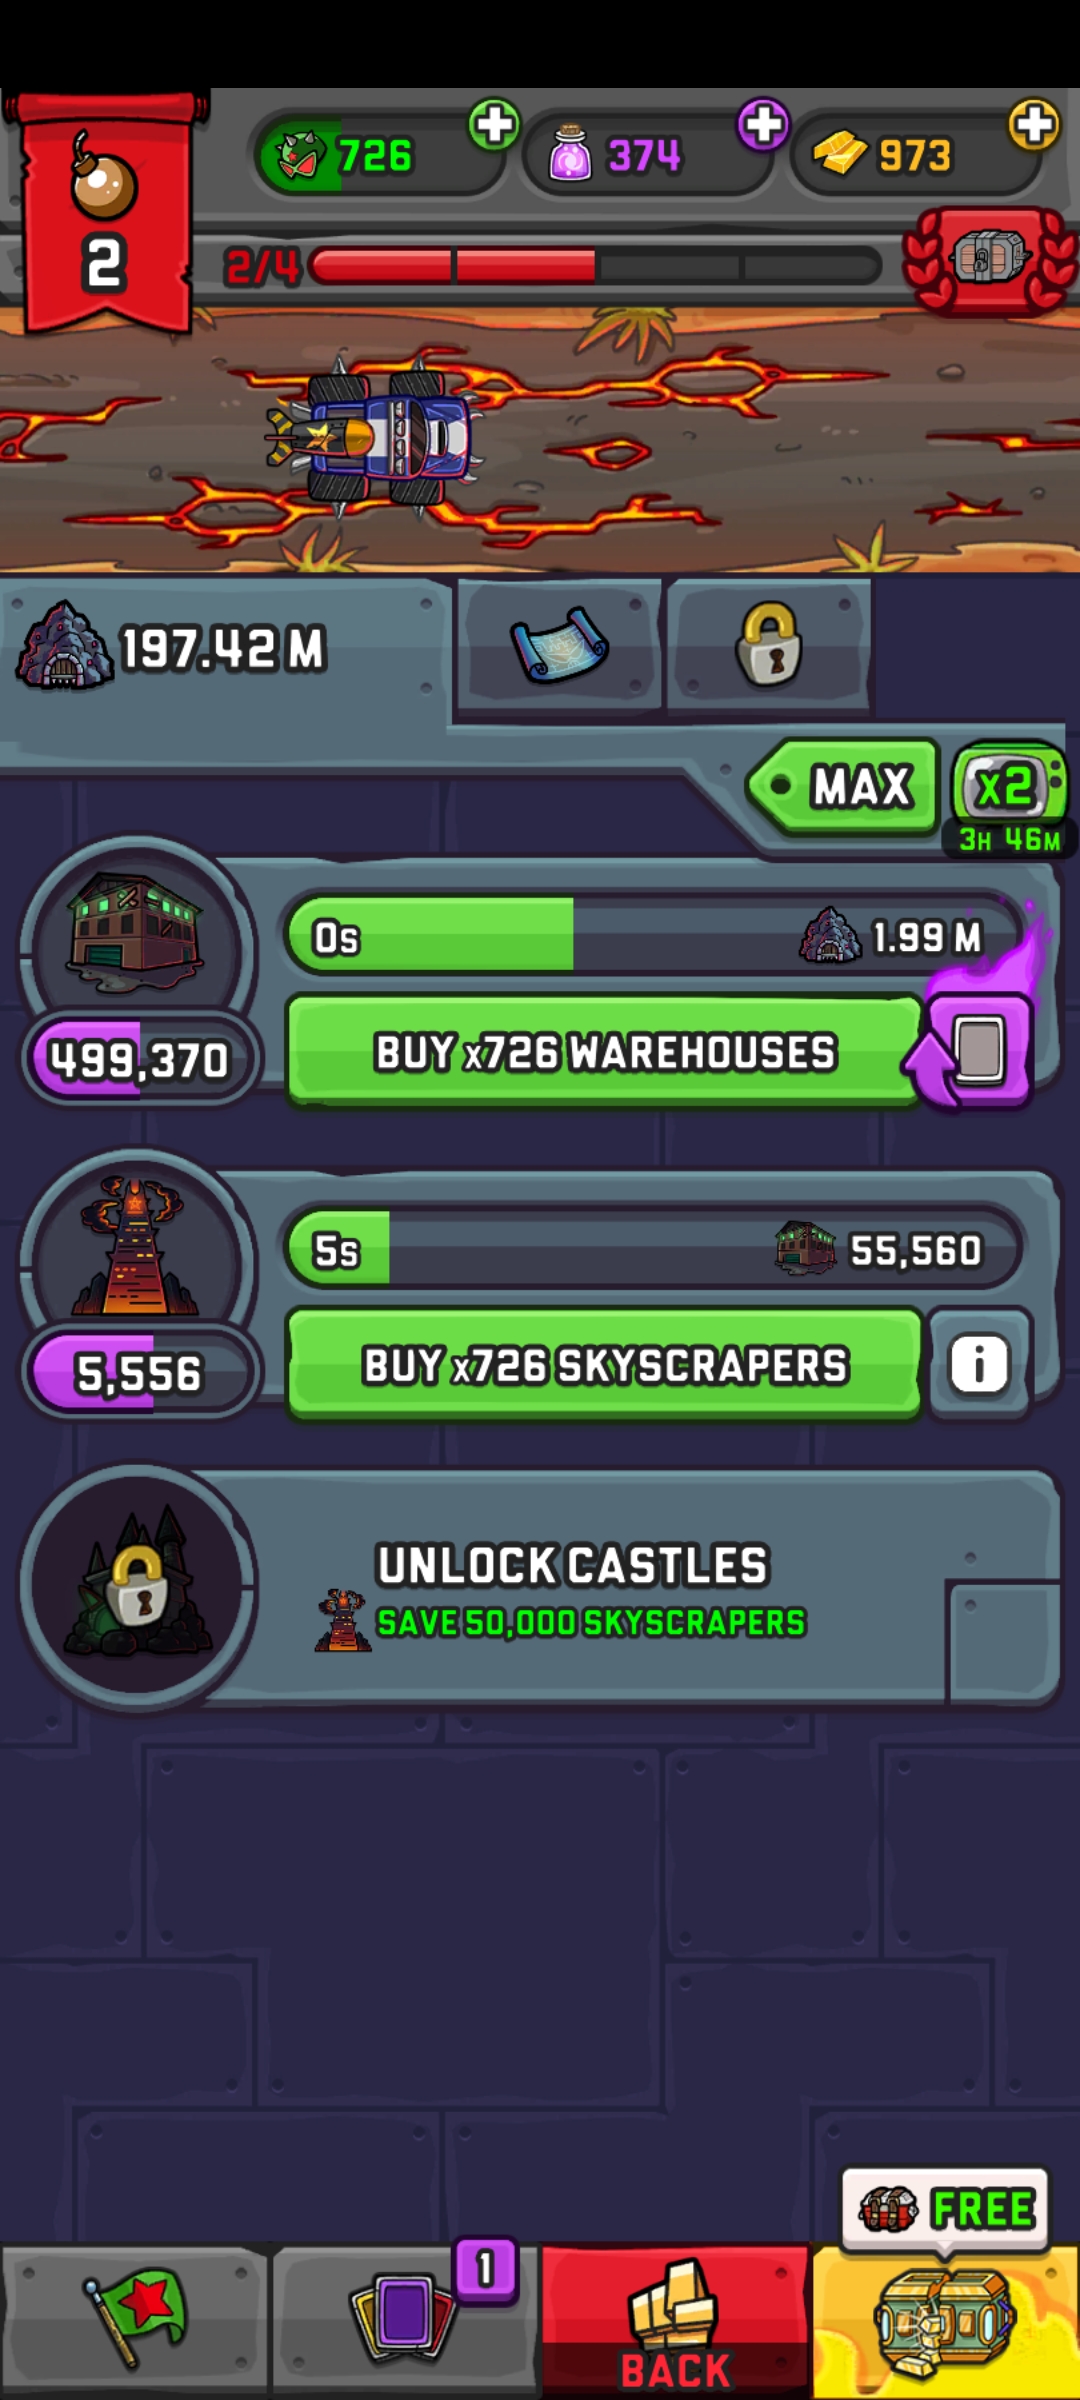 726
374
973
2
2/4
197.42 M
MAX
x2
3H 46M
0s
1.99 M
499,370
BUY x726 WAREHOUSES
5s
55,560
5,556
BUY x726 SKYSCRAPERS
i
UNLOCK CASTLES
SAVE 50,000 SKYSCRAPERS
FREE
1
BACK